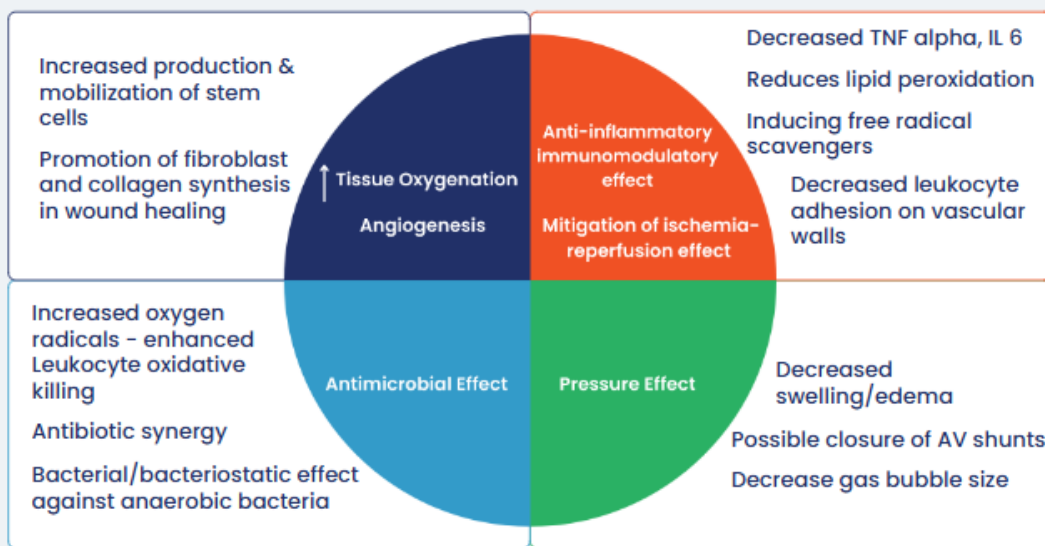 Increased production &
mobilization of stem
cells
Promotion of fibroblast
and collagen synthesis
in wound healing
↑ Tissue Oxygenation
Angiogenesis
Anti-inflammatory
immunomodulatory
effect
Mitigation of ischemia-
reperfusion effect
Decreased TNF alpha, IL 6
Reduces lipid peroxidation
Inducing free radical
scavengers
Decreased leukocyte
adhesion on vascular
walls
Increased oxygen
radicals - enhanced
Leukocyte oxidative
killing
Antibiotic synergy
Bacterial/bacteriostatic effect
against anaerobic bacteria
Antimicrobial Effect
Pressure Effect
Decreased
swelling/edema
Possible closure of AV shunts
Decrease gas bubble size